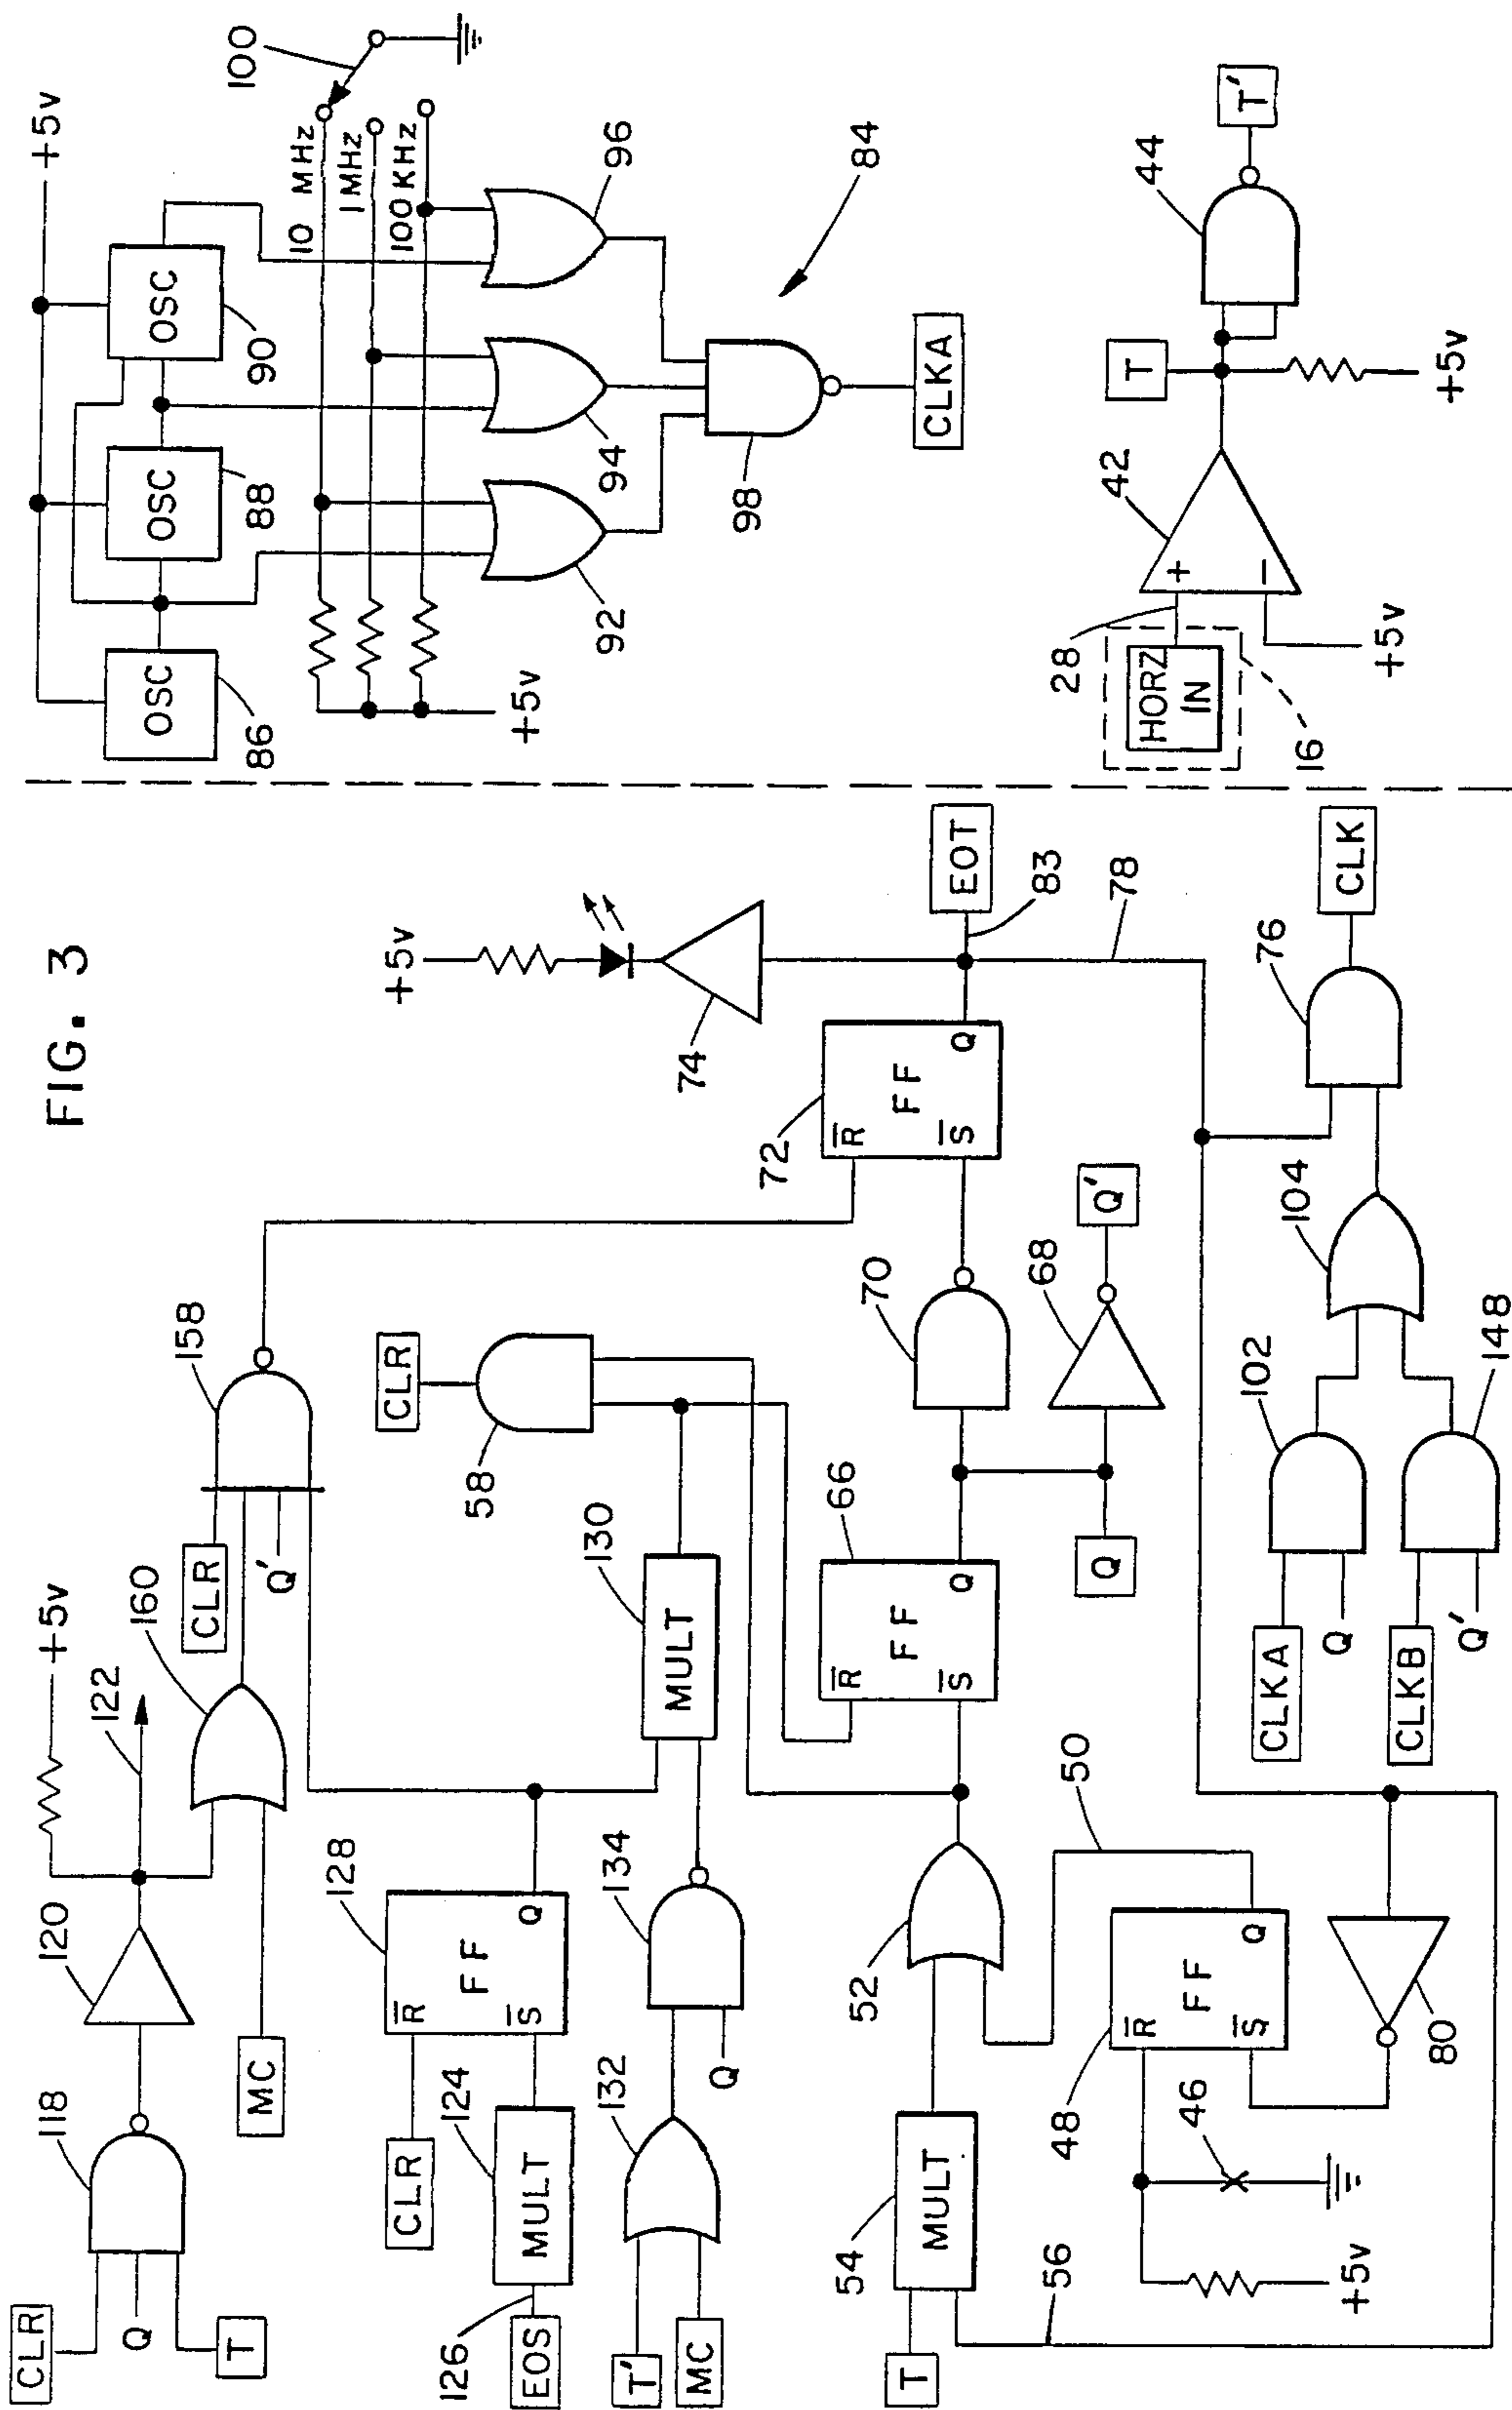 FIG. 3
+5v
100
OSC
OSC
OSC
86
88
90
10 MHz
1 MHz
100 KHz
+5v
92
94
96
98
84
CLKA
T
T'
44
42
+
−
28
HORZ
IN
16
+5v
+5v
CLR
Q
T
118
120
122
+5v
MC
160
CLR
Q'
158
128
R
S
FF
Q
CLR
124
MULT
126
EOS
130
MULT
134
132
Q
T'
MC
CLR
58
+5v
74
72
R
S
FF
Q
EOT
83
78
66
R
S
FF
Q
70
68
Q'
Q
52
54
MULT
T
56
50
48
R
S
FF
Q
46
+5v
80
CLKA
Q
CLKB
Q'
102
148
104
76
CLK